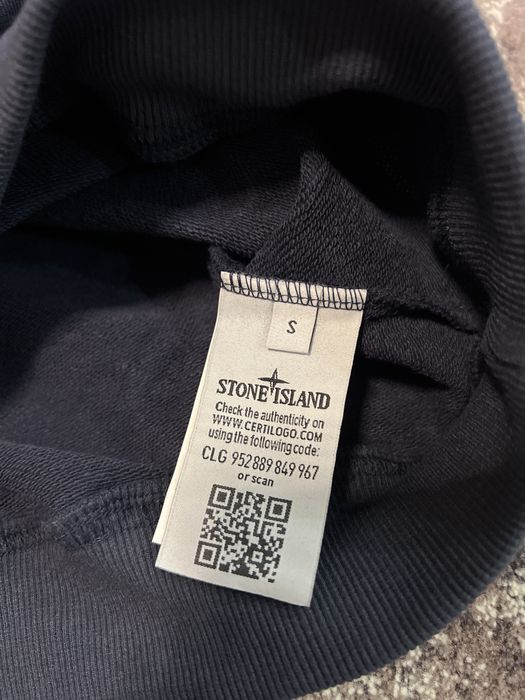 S
STONE ISLAND
Check the authenticity on
WWW.CERTILOGO.COM
using the following code:
CLG 952 889 849 967
or scan